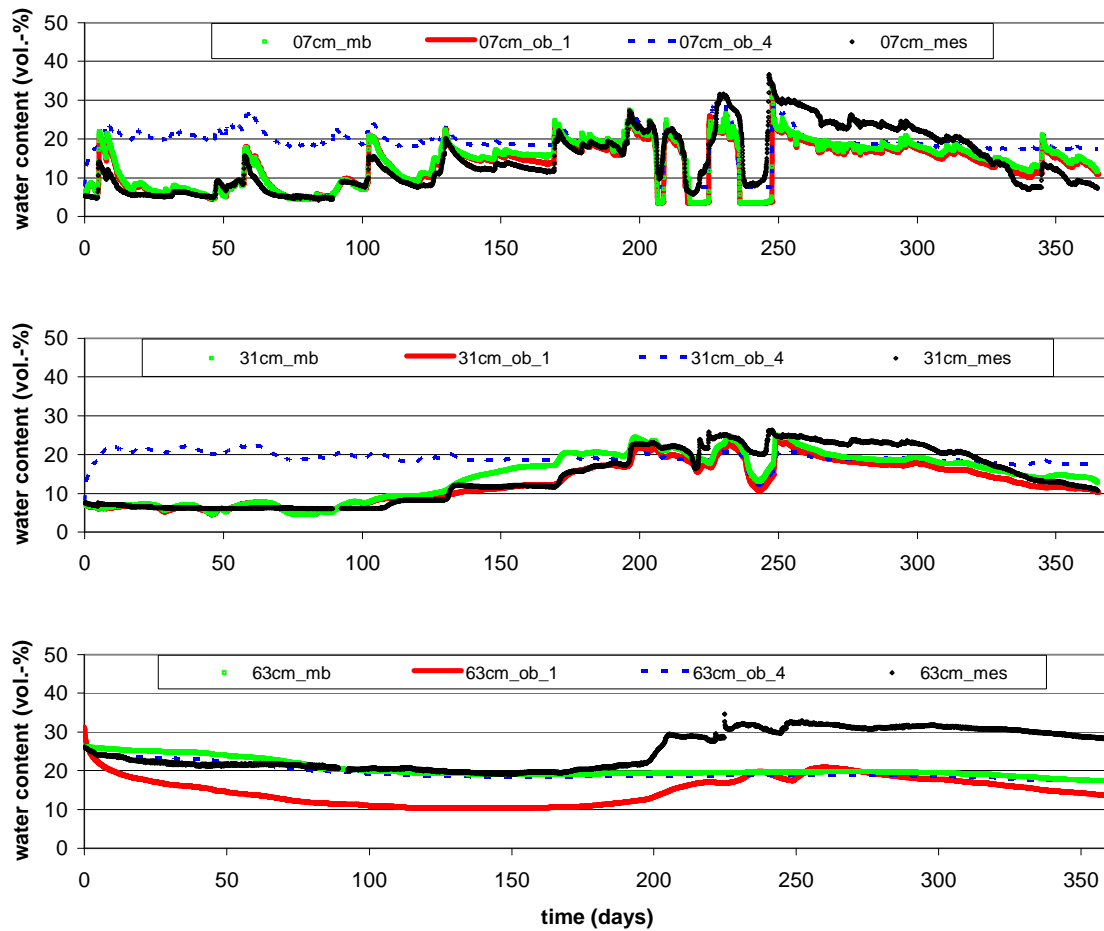 water content (vol.-%)
50
40
30
20
10
0
07cm_mb 07cm_ob_1 07cm_ob_4 07cm_mes
0 50 100 150 200 250 300 350
water content (vol.-%)
50
40
30
20
10
0
31cm_mb 31cm_ob_1 31cm_ob_4 31cm_mes
0 50 100 150 200 250 300 350
water content (vol.-%)
50
40
30
20
10
0
63cm_mb 63cm_ob_1 63cm_ob_4 63cm_mes
0 50 100 150 200 250 300 350
time (days)